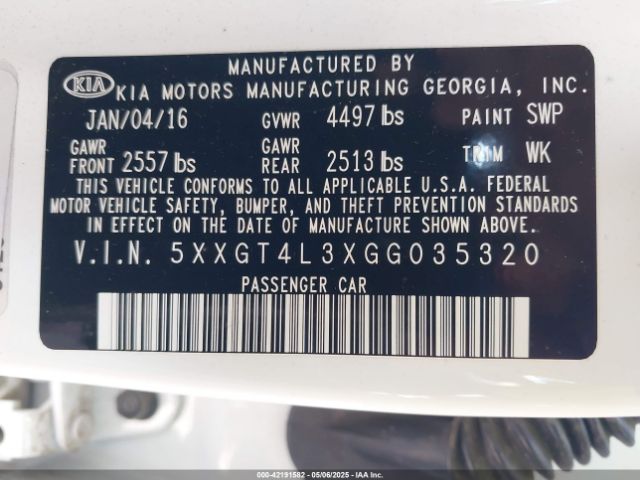 MANUFACTURED BY
KIA KIA MOTORS MANUFACTURING GEORGIA, INC.
JAN/04/16 GVWR 4497 lbs PAINT SWP
GAWR FRONT 2557 lbs GAWR REAR 2513 lbs TRIM WK
THIS VEHICLE CONFORMS TO ALL APPLICABLE U.S.A. FEDERAL
MOTOR VEHICLE SAFETY, BUMPER, AND THEFT PREVENTION STANDARDS
IN EFFECT ON THE DATE OF MANUFACTURE SHOWN ABOVE.
V.I.N. 5XXGT4L3XGG035320
PASSENGER CAR
000-42191582 - 05/06/2025 - IAA Inc.